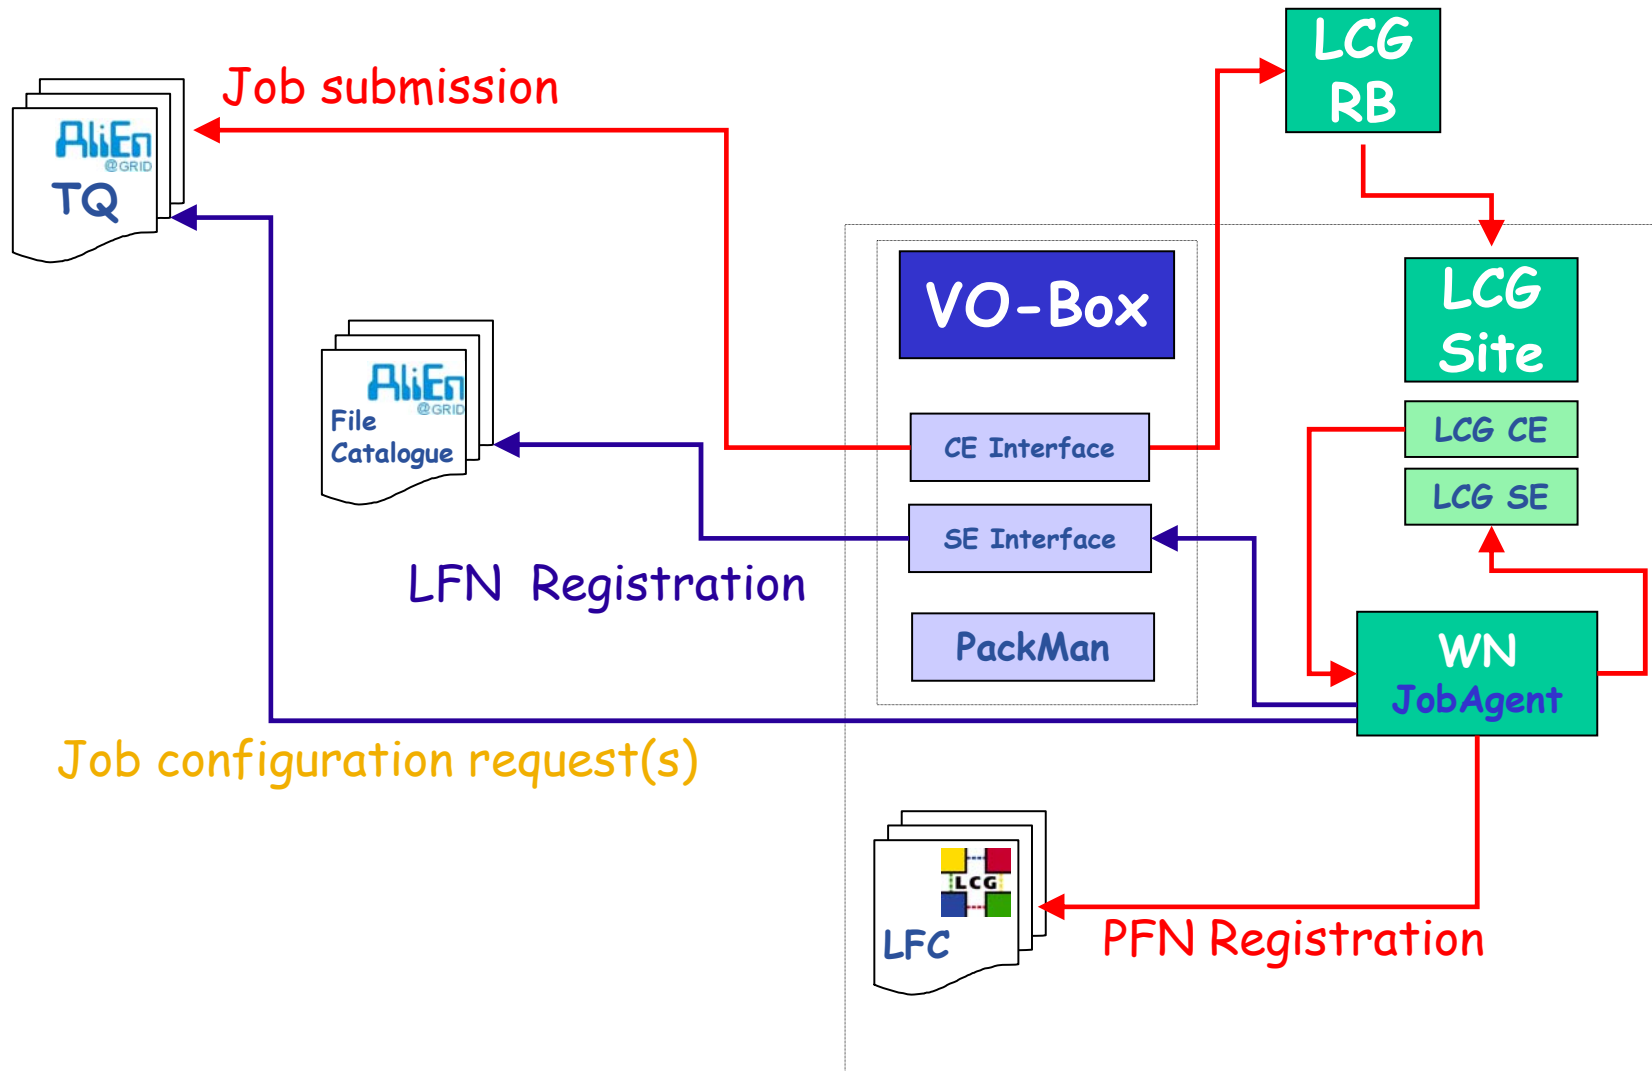 LCG
RB
Job submission
AliEn
@GRID
TQ
VO-Box
LCG
Site
AliEn
@GRID
File
Catalogue
CE Interface
LCG CE
LCG SE
SE Interface
LFN Registration
PackMan
WN
JobAgent
Job configuration request(s)
LCG
LFC
PFN Registration